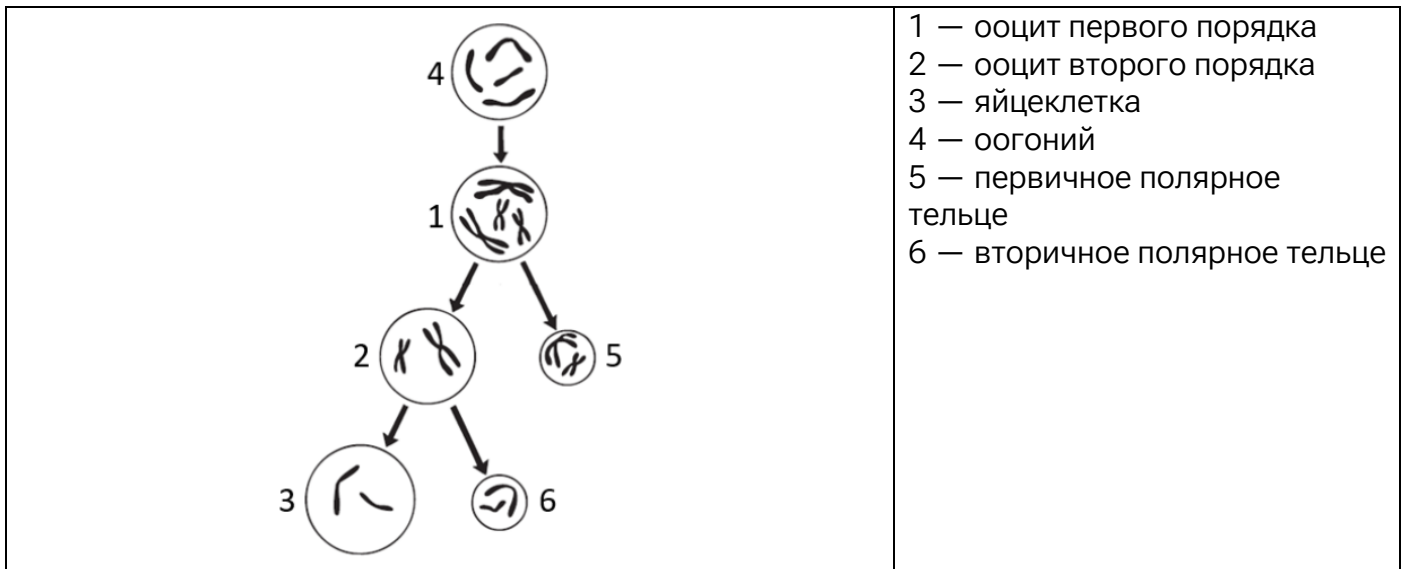 4
1
2
5
3
6
1 — ооцит первого порядка
2 — ооцит второго порядка
3 — яйцеклетка
4 — оогоний
5 — первичное полярное
тельце
6 — вторичное полярное тельце